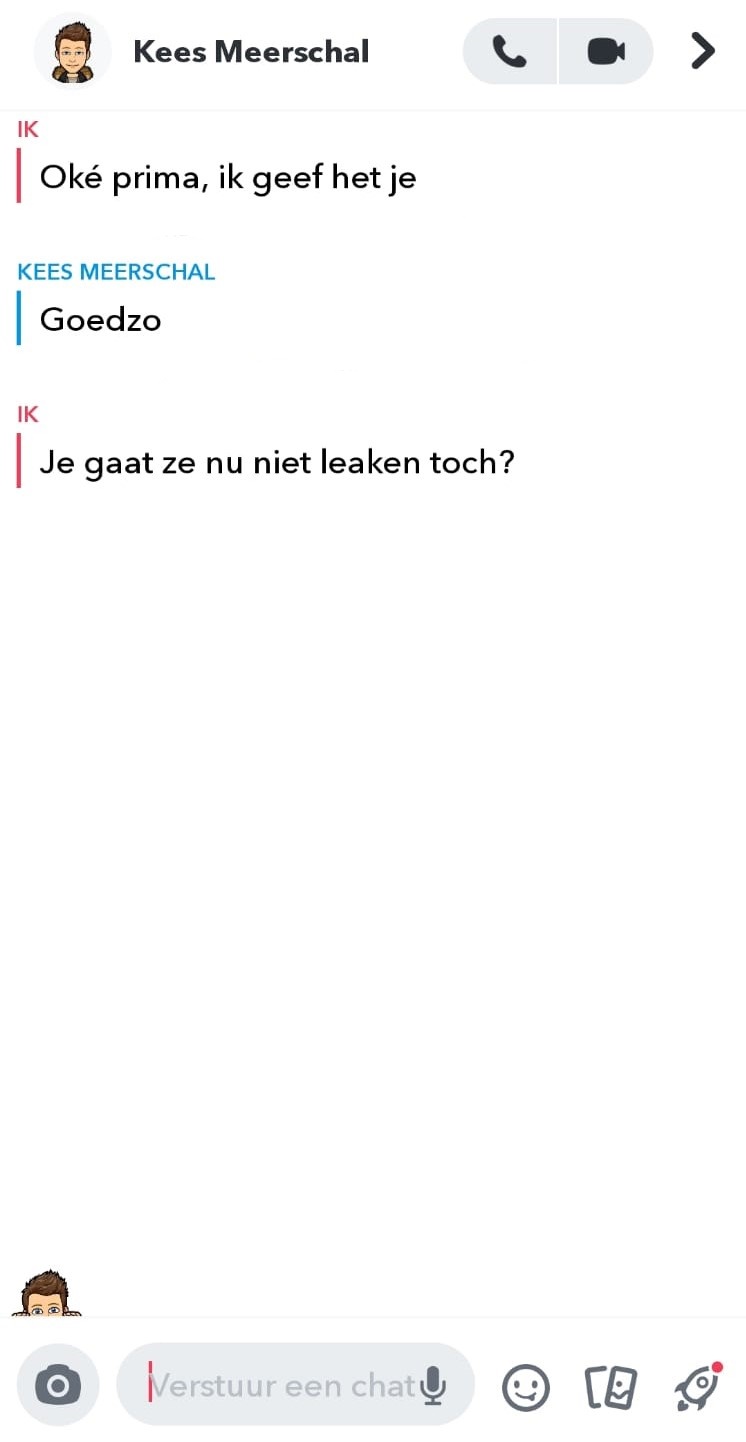 Kees Meerschal
IK
Oké prima, ik geef het je
KEES MEERSCHAL
Goedzo
IK
Je gaat ze nu niet leaken toch?
Verstuur een chat